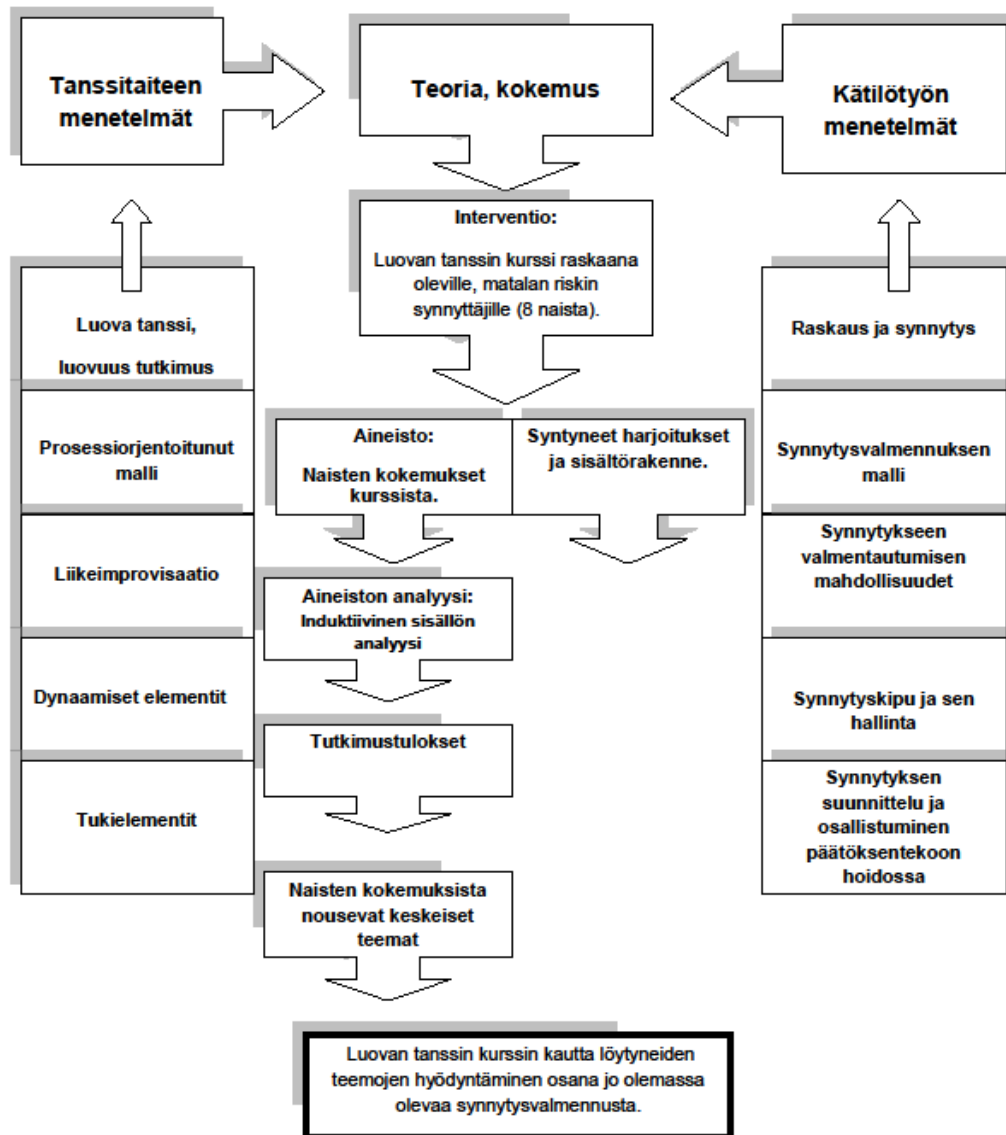 Tanssitaiteen
menetelmät
Teoria, kokemus
Kätilötyön
menetelmät
Interventio:
Luovan tanssin kurssi raskaana
oleville, matalan riskin
synnyttäjille (8 naista).
Luova tanssi,
luovuus tutkimus
Prosessiorjentoitunut
malli
Liikeimprovisaatio
Dynaamiset elementit
Tukielementit
Aineisto:
Naisten kokemukset
kurssista.
Syntyneet harjoitukset
ja sisältörakenne.
Aineiston analyysi:
Induktiivinen sisällön
analyysi
Tutkimustulokset
Naisten kokemuksista
nousevat keskeiset
teemat
Raskaus ja synnytys
Synnytysvalmennuksen
malli
Synnytykseen
valmentautumisen
mahdollisuudet
Synnytyskipu ja sen
hallinta
Synnytyksen
suunnittelu ja
osallistuminen
päätöksentekoon
hoidossa
Luovan tanssin kurssin kautta löytyneiden
teemojen hyödyntäminen osana jo olemassa
olevaa synnytysvalmennusta.